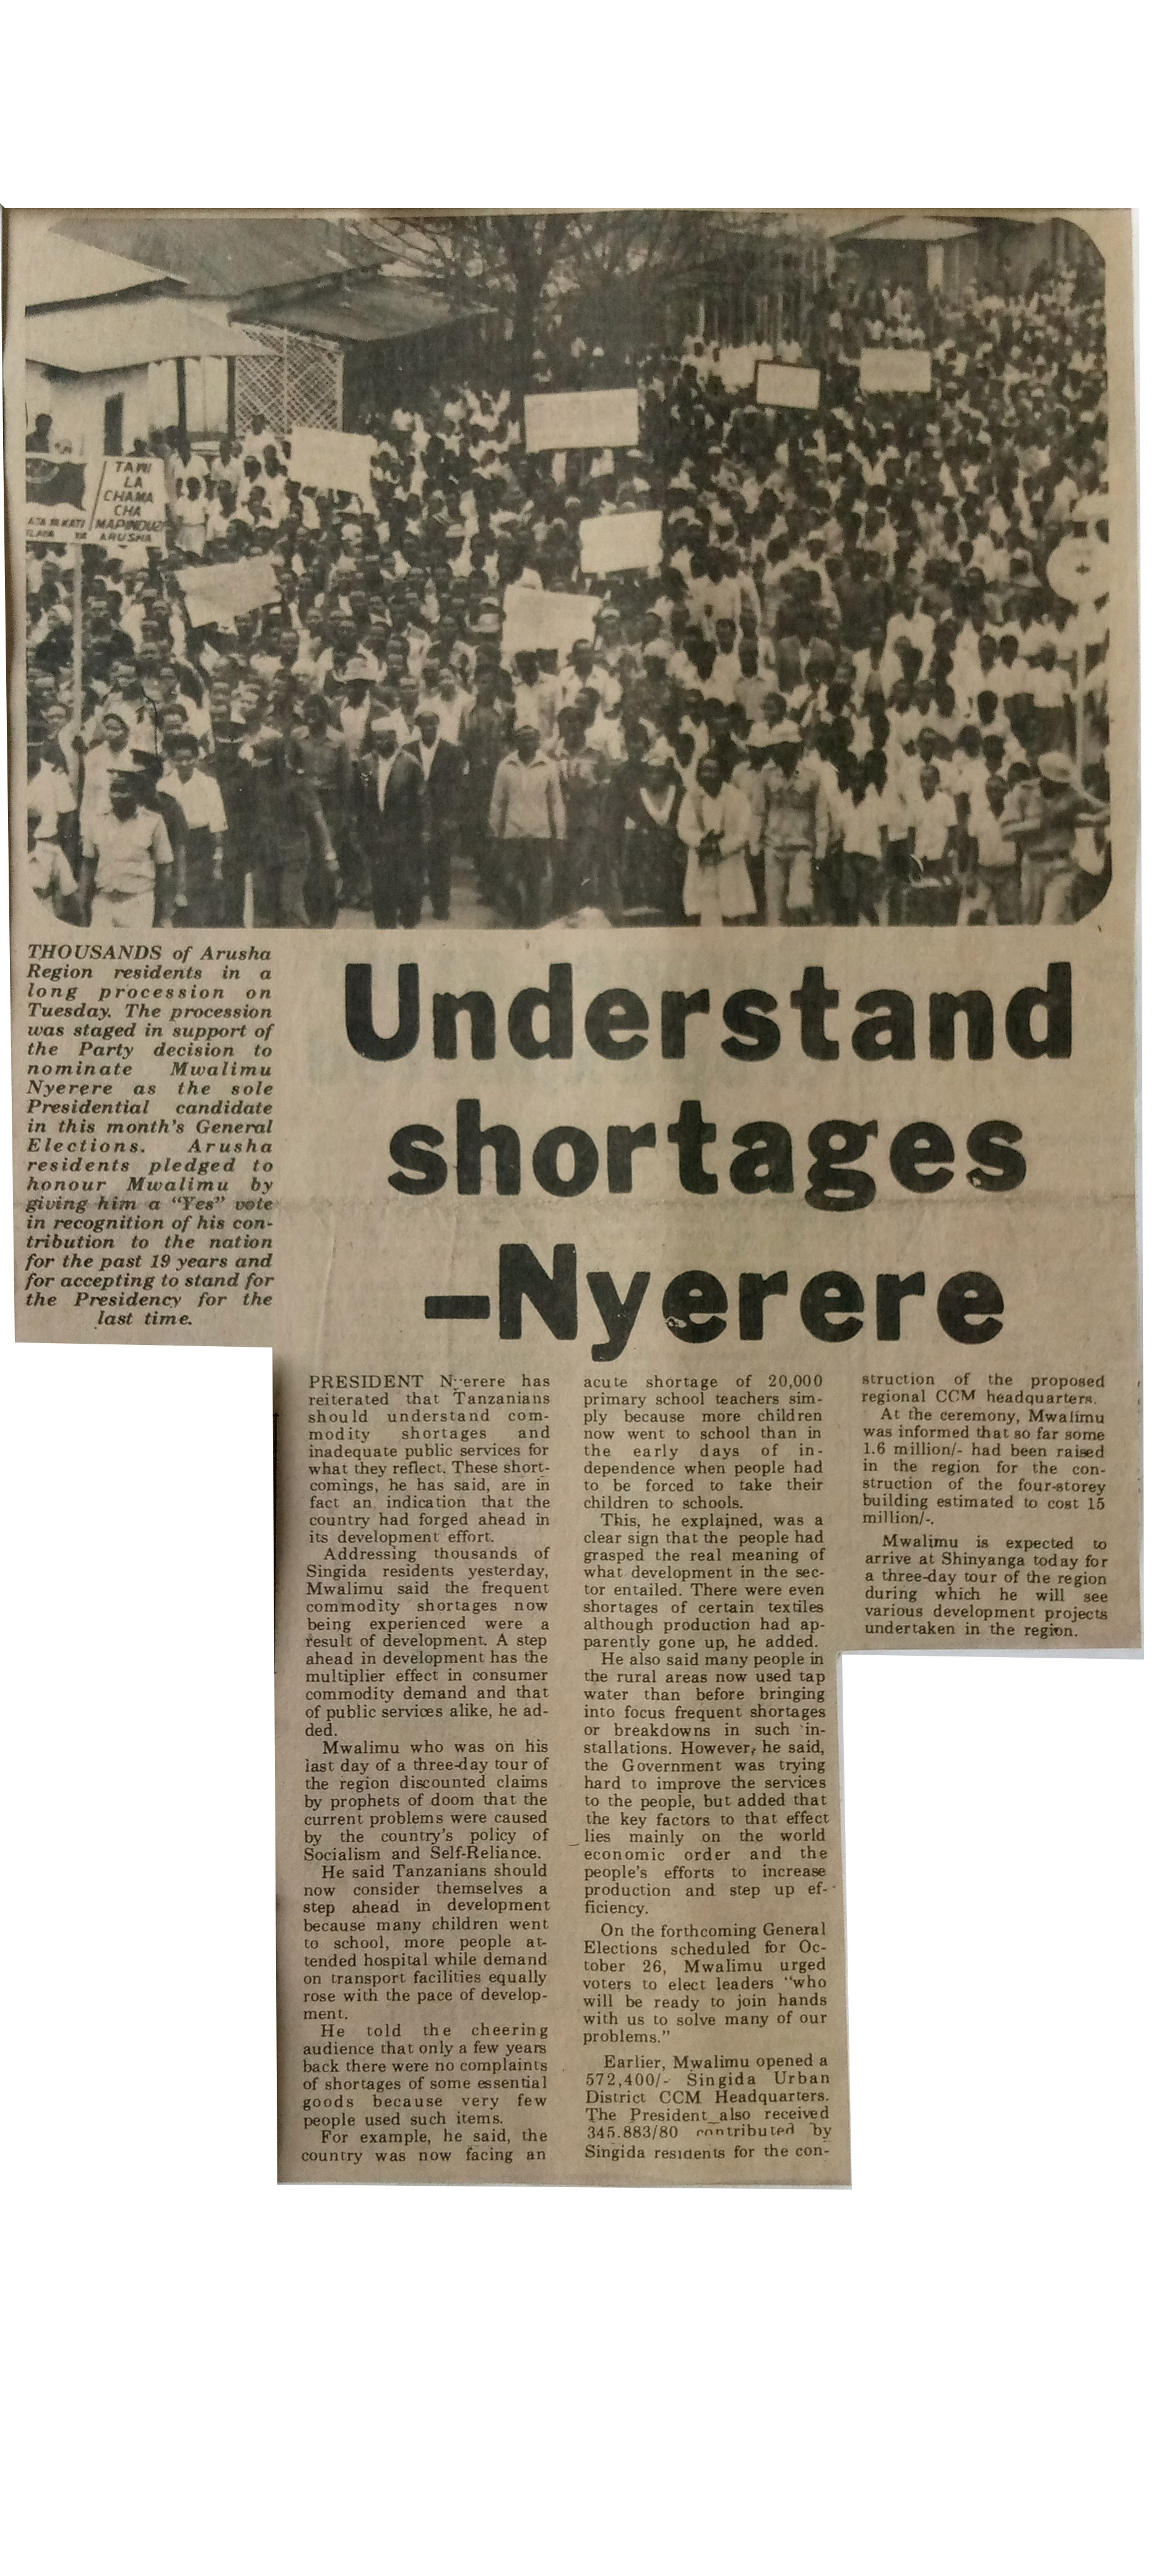 TAWI
LA
CHAMA
CHA
MAPINDUZI
KATI
YA ARUSHA
THOUSANDS of Arusha
Region residents in a
long procession on
Tuesday. The procession
was staged in support of
the Party decision to
nominate Mwalimu
Nyerere as the sole
Presidential candidate
in this month's General
Elections. Arusha
residents pledged to
honour Mwalimu by
giving him a "Yes" vote
in recognition of his con-
tribution to the nation
for the past 19 years and
for accepting to stand for
the Presidency for the
last time.
Understand
shortages
–Nyerere
PRESIDENT Nyerere has
reiterated that Tanzanians
should understand com-
modity shortages and
inadequate public services for
what they reflect. These short-
comings, he has said, are in
fact an indication that the
country had forged ahead in
its development effort.
Addressing thousands of
Singida residents yesterday,
Mwalimu said the frequent
commodity shortages now
being experienced were a
result of development. A step
ahead in development has the
multiplier effect in consumer
commodity demand and that
of public services alike, he ad-
ded.
Mwalimu who was on his
last day of a three-day tour of
the region discounted claims
by prophets of doom that the
current problems were caused
by the country's policy of
Socialism and Self-Reliance.
He said Tanzanians should
now consider themselves a
step ahead in development
because many children went
to school, more people at-
tended hospital while demand
on transport facilities equally
rose with the pace of develop-
ment.
He told the cheering
audience that only a few years
back there were no complaints
of shortages of some essential
goods because very few
people used such items.
For example, he said, the
country was now facing an
acute shortage of 20,000
primary school teachers sim-
ply because more children
now went to school than in
the early days of in-
dependence when people had
to be forced to take their
children to schools.
This, he explained, was a
clear sign that the people had
grasped the real meaning of
what development in the sec-
tor entailed. There were even
shortages of certain textiles
although production had ap-
parently gone up, he added.
He also said many people in
the rural areas now used tap
water than before bringing
into focus frequent shortages
or breakdowns in such in-
stallations. However, he said,
the Government was trying
hard to improve the services
to the people, but added that
the key factors to that effect
lies mainly on the world
economic order and the
people's efforts to increase
production and step up ef-
ficiency.
On the forthcoming General
Elections scheduled for Oc-
tober 26, Mwalimu urged
voters to elect leaders "who
will be ready to join hands
with us to solve many of our
problems."
Earlier, Mwalimu opened a
572,400/- Singida Urban
District CCM Headquarters.
The President also received
345.883/80 contributed by
Singida residents for the con-
struction of the proposed
regional CCM headquarters.
At the ceremony, Mwalimu
was informed that so far some
1.6 million/- had been raised
in the region for the con-
struction of the four-storey
building estimated to cost 15
million/-.
Mwalimu is expected to
arrive at Shinyanga today for
a three-day tour of the region
during which he will see
various development projects
undertaken in the region.